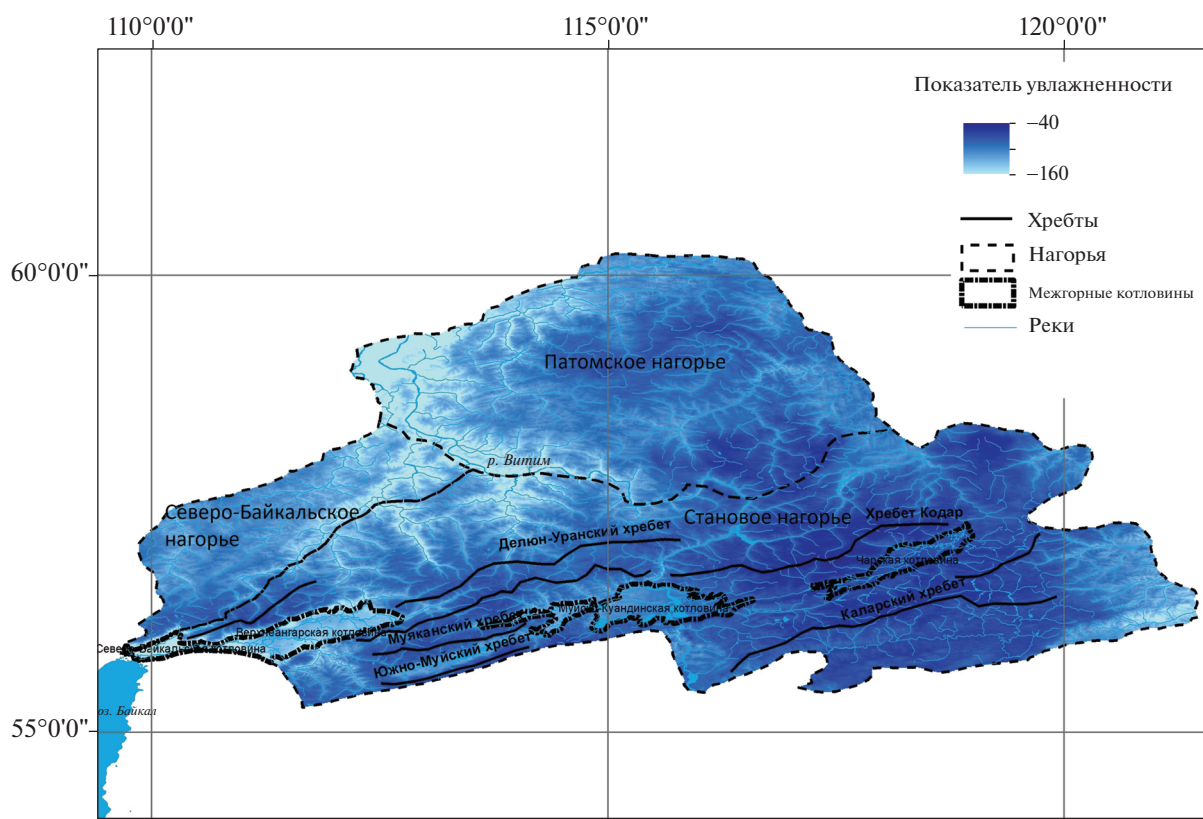 110°0'0"
115°0'0"
120°0'0"
Показатель увлажненности
−40
−160
Хребты
Нагорья
Межгорные котловины
Реки
60°0'0"
55°0'0"
Патомское нагорье
р. Витим
Северо-Байкальское
нагорье
Становое нагорье
Хребет Кодар
Делюн-Уранский хребет
Чарская котловина
Каларский хребет
Муйско-Куандинская котловина
Муяканский хребет
Верхнеангарская котловина
Северо-Байкальская котловина
Южно-Муйский хребет
оз. Байкал